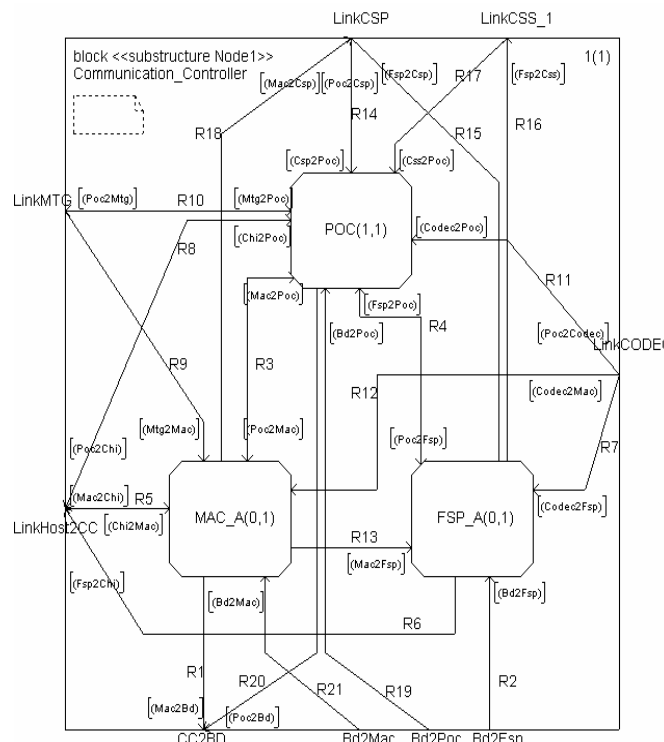 LinkCSP LinkCSS_1
block <<substructure Node1>> 1(1)
Communication_Controller
[(Mac2Csp)] [(Poc2Csp)] [(Fsp2Csp)] R17 [(Fsp2Css)]
R18 R14 R15 R16
[(Csp2Poc)] [(Css2Poc)]
LinkMTG [(Poc2Mtg)] R10 [(Mtg2Poc)]
POC(1,1) [(Codec2Poc)]
R8 [(Chi2Poc)]
R11
[(Mac2Poc)] [(Fsp2Poc)]
[(Bd2Poc)] R4 [(Poc2Codec)]
LinkCODEC
R9 R3 R12 [(Codec2Mac)]
[(Mtg2Mac)] [(Poc2Mac)] [(Poc2Fsp)] R7
[(Poc2Chi)]
[(Mac2Chi)] R5
[(Codec2Fsp)]
LinkHost2CC [(Chi2Mac)] MAC_A(0,1) FSP_A(0,1)
R13
[(Mac2Fsp)]
[(Fsp2Chi)]
[(Bd2Mac)] [(Bd2Fsp)]
R6
R1 R20 R21 R19 R2
[(Mac2Bd)] [(Poc2Bd)]
CC2BD Bd2Mac Bd2Poc Bd2Fsp